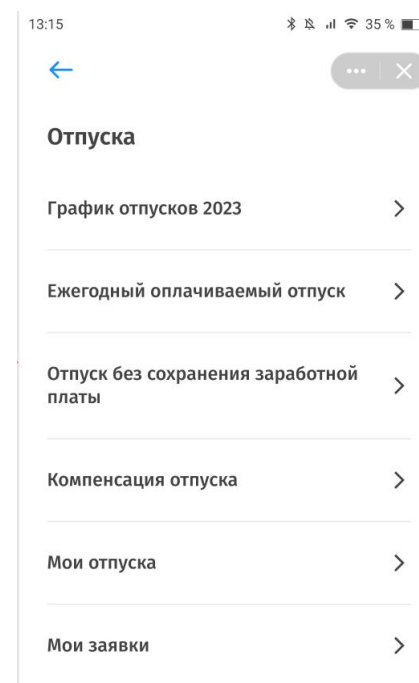 13:15 35 %
Отпуска
График отпусков 2023
Ежегодный оплачиваемый отпуск
Отпуск без сохранения заработной
платы
Компенсация отпуска
Мои отпуска
Мои заявки